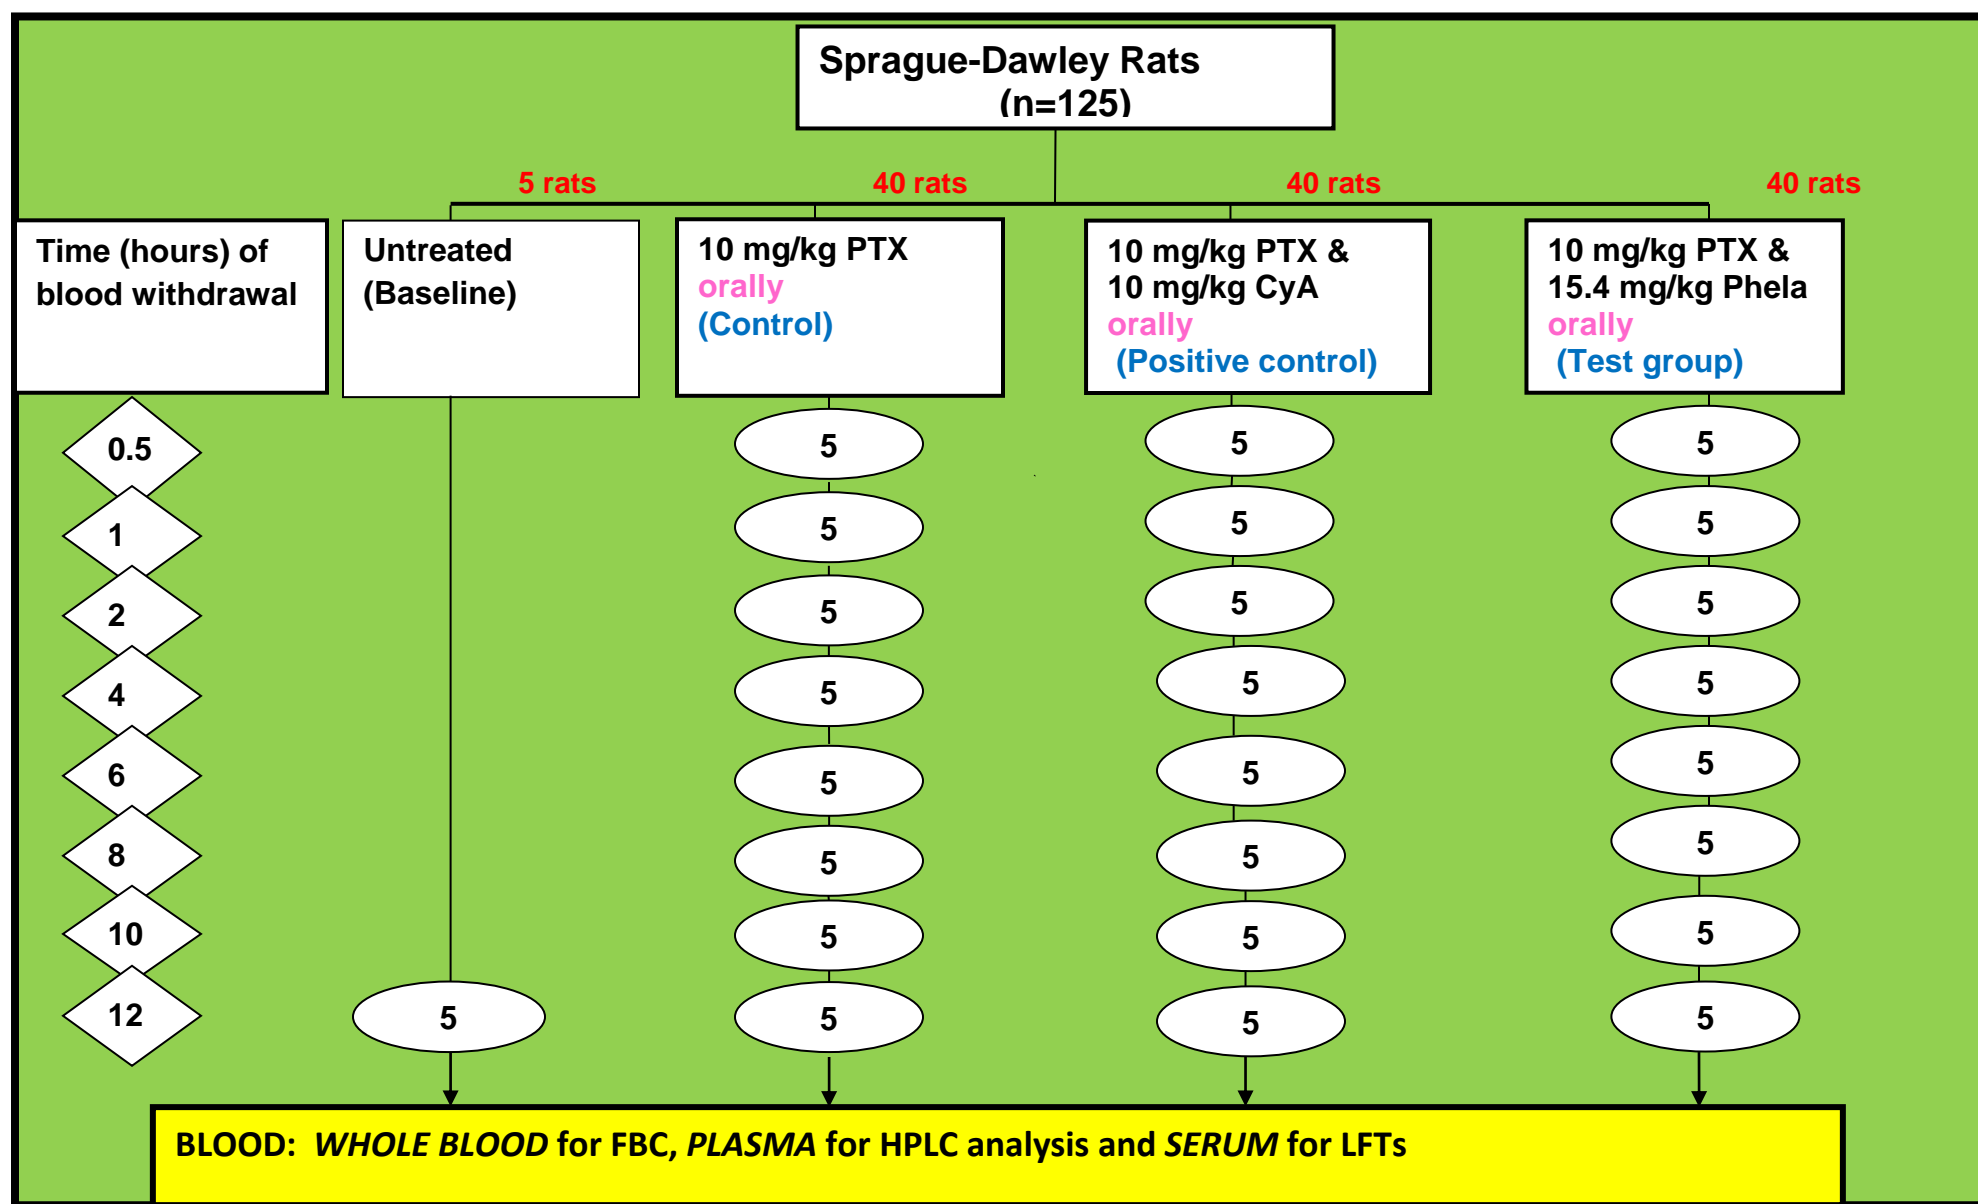 Sprague-Dawley Rats
(n=125)
5 rats 40 rats 40 rats 40 rats
Time (hours) of
blood withdrawal
Untreated
(Baseline)
10 mg/kg PTX
orally
(Control)
10 mg/kg PTX &
10 mg/kg CyA
orally
(Positive control)
10 mg/kg PTX &
15.4 mg/kg Phela
orally
(Test group)
0.5 5 5 5
1 5 5 5
2 5 5 5
4 5 5 5
6 5 5 5
8 5 5 5
10 5 5 5
12 5 5 5 5
BLOOD: WHOLE BLOOD for FBC, PLASMA for HPLC analysis and SERUM for LFTs